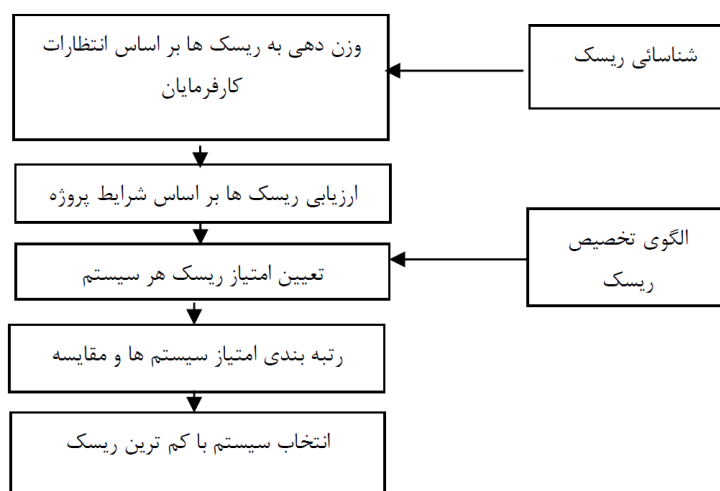 وزن دهی به ریسک ها بر اساس انتظارات
کارفرمایان
شناسائی ریسک
ارزیابی ریسک ها بر اساس شرایط پروژه
الگوی تخصیص
ریسک
تعیین امتیاز ریسک هر سیستم
رتبه بندی امتیاز سیستم ها و مقایسه
انتخاب سیستم با کم ترین ریسک